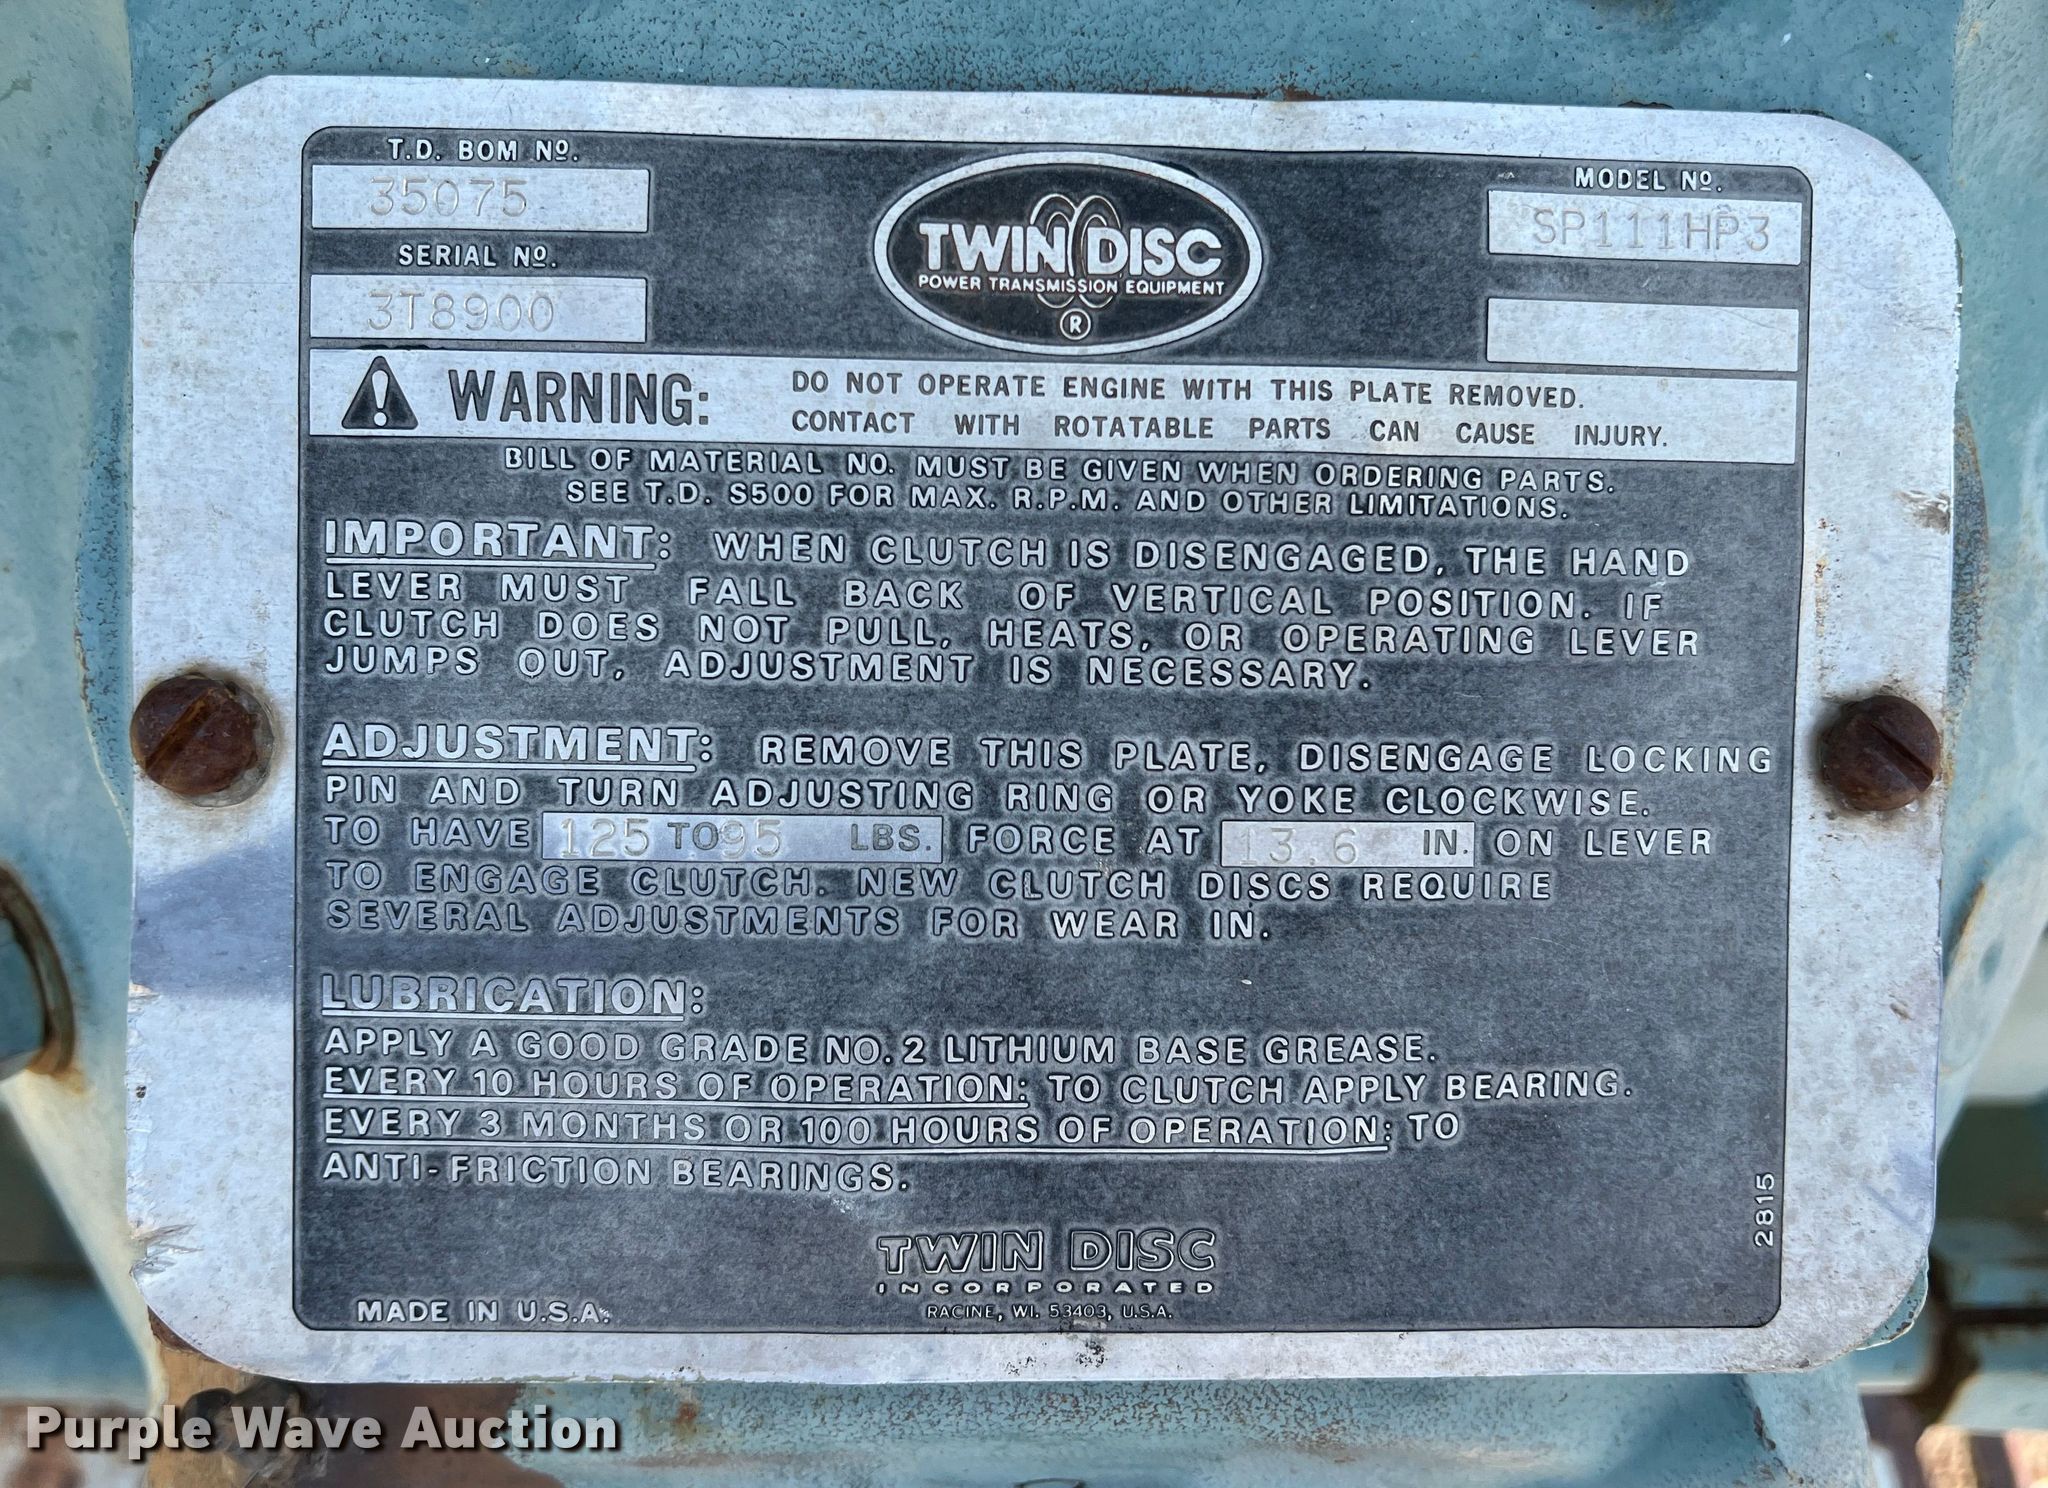 T.D. BOM Nº.
35075
SERIAL Nº.
3T8900
TWIN DISC
POWER TRANSMISSION EQUIPMENT
®
MODEL Nº.
SP111HP3
WARNING: DO NOT OPERATE ENGINE WITH THIS PLATE REMOVED.
CONTACT WITH ROTATABLE PARTS CAN CAUSE INJURY.
BILL OF MATERIAL NO. MUST BE GIVEN WHEN ORDERING PARTS.
SEE T.D. S500 FOR MAX. R.P.M. AND OTHER LIMITATIONS.
IMPORTANT: WHEN CLUTCH IS DISENGAGED, THE HAND
LEVER MUST FALL BACK OF VERTICAL POSITION. IF
CLUTCH DOES NOT PULL, HEATS, OR OPERATING LEVER
JUMPS OUT, ADJUSTMENT IS NECESSARY.
ADJUSTMENT: REMOVE THIS PLATE, DISENGAGE LOCKING
PIN AND TURN ADJUSTING RING OR YOKE CLOCKWISE.
TO HAVE 125 TO 95 LBS. FORCE AT 13.6 IN. ON LEVER
TO ENGAGE CLUTCH. NEW CLUTCH DISCS REQUIRE
SEVERAL ADJUSTMENTS FOR WEAR IN.
LUBRICATION:
APPLY A GOOD GRADE NO. 2 LITHIUM BASE GREASE.
EVERY 10 HOURS OF OPERATION: TO CLUTCH APPLY BEARING.
EVERY 3 MONTHS OR 100 HOURS OF OPERATION: TO
ANTI-FRICTION BEARINGS.
2815
TWIN DISC
INCORPORATED
RACINE, WI. 53403, U.S.A.
MADE IN U.S.A.
Purple Wave Auction